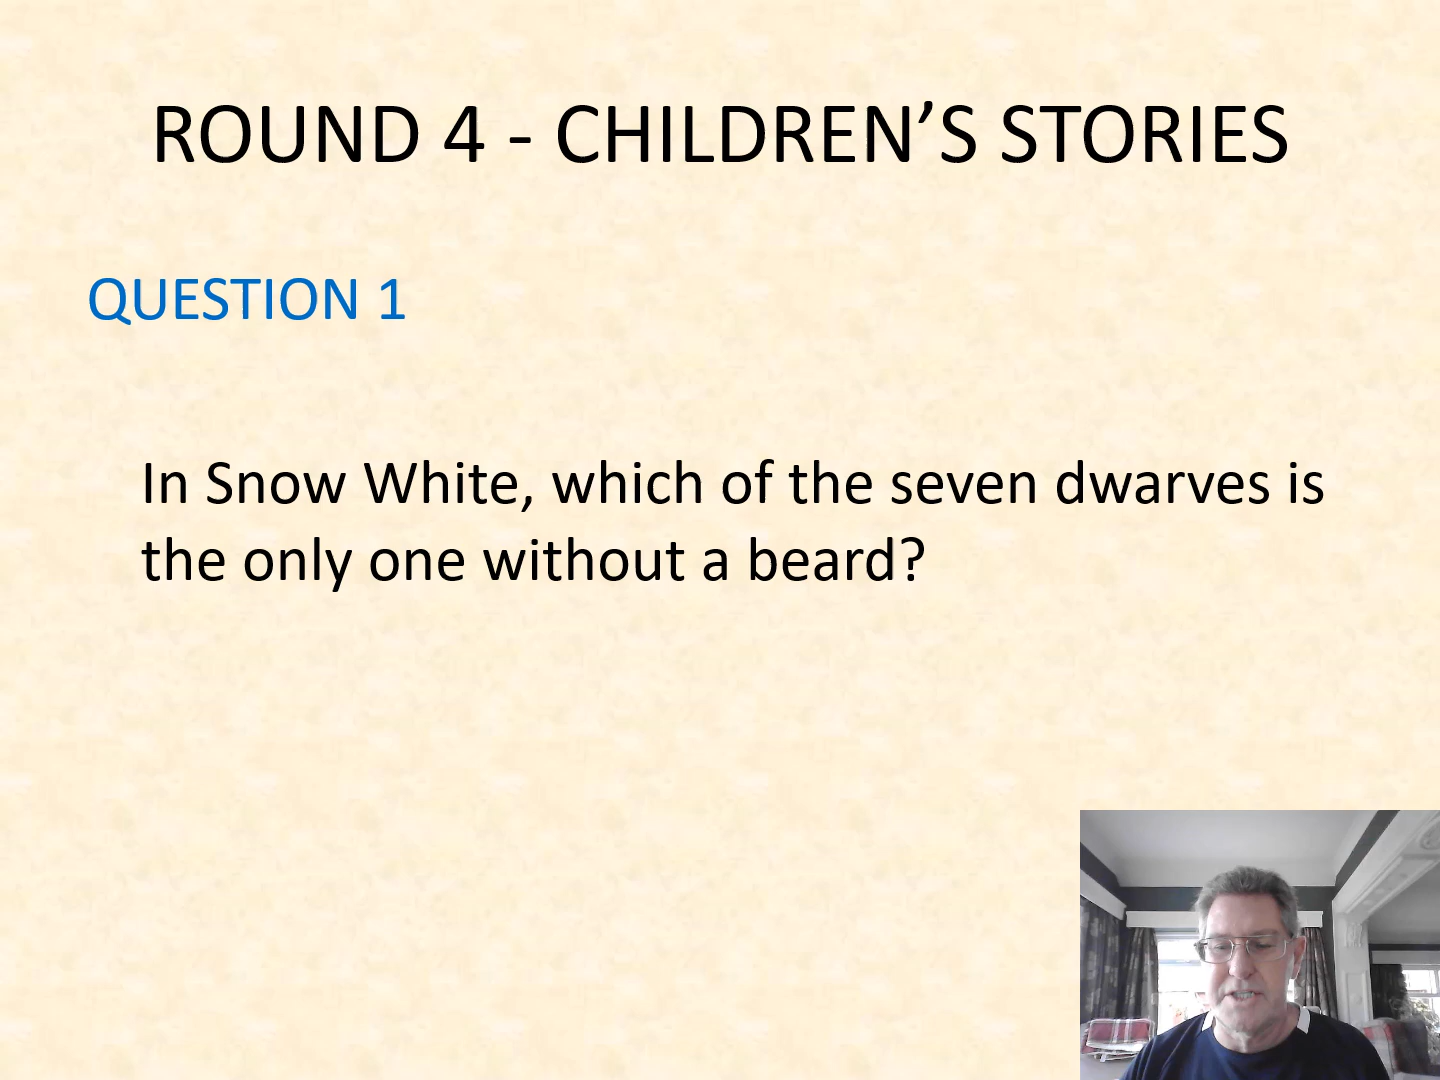 ROUND 4 - CHILDREN’S STORIES
QUESTION 1
In Snow White, which of the seven dwarves is
the only one without a beard?